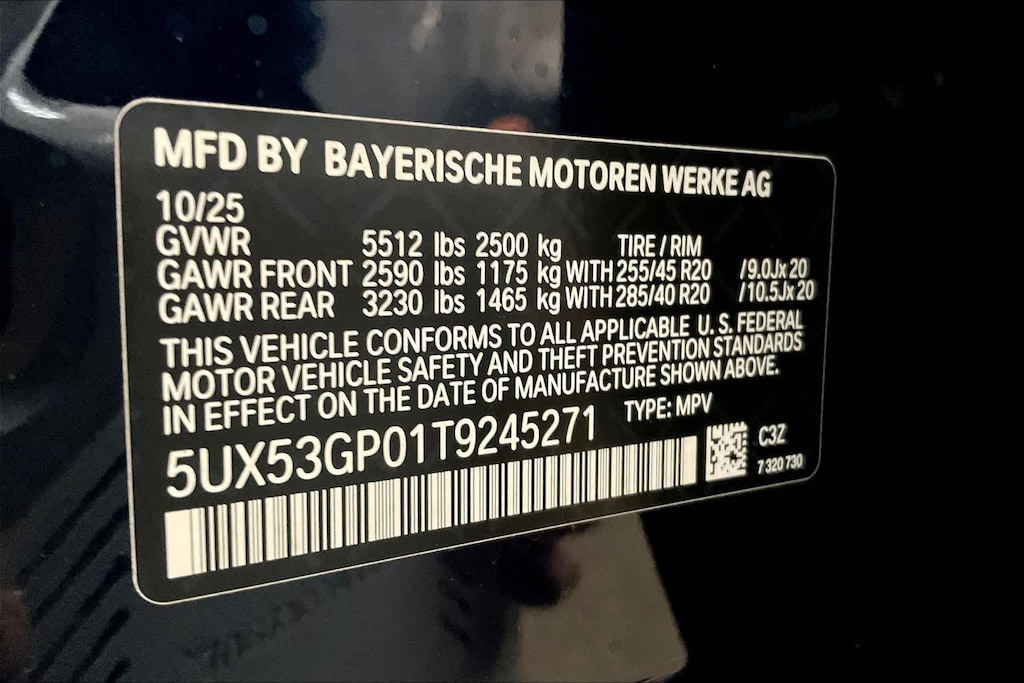 MFD BY BAYERISCHE MOTOREN WERKE AG
10/25
GVWR 5512 lbs 2500 kg TIRE / RIM
GAWR FRONT 2590 lbs 1175 kg WITH 255/45 R20 /9.0Jx20
GAWR REAR 3230 lbs 1465 kg WITH 285/40 R20 /10.5Jx20
THIS VEHICLE CONFORMS TO ALL APPLICABLE U. S. FEDERAL
MOTOR VEHICLE SAFETY AND THEFT PREVENTION STANDARDS
IN EFFECT ON THE DATE OF MANUFACTURE SHOWN ABOVE.
5UX53GP01T9245271 TYPE: MPV
C3Z
7 320 730